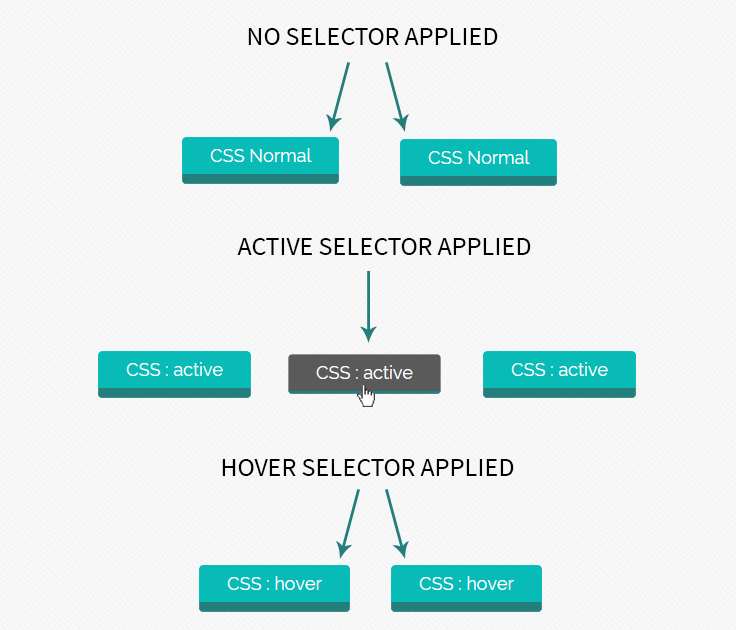 NO SELECTOR APPLIED
CSS Normal
CSS Normal
ACTIVE SELECTOR APPLIED
CSS : active
CSS : active
CSS : active
HOVER SELECTOR APPLIED
CSS : hover
CSS : hover